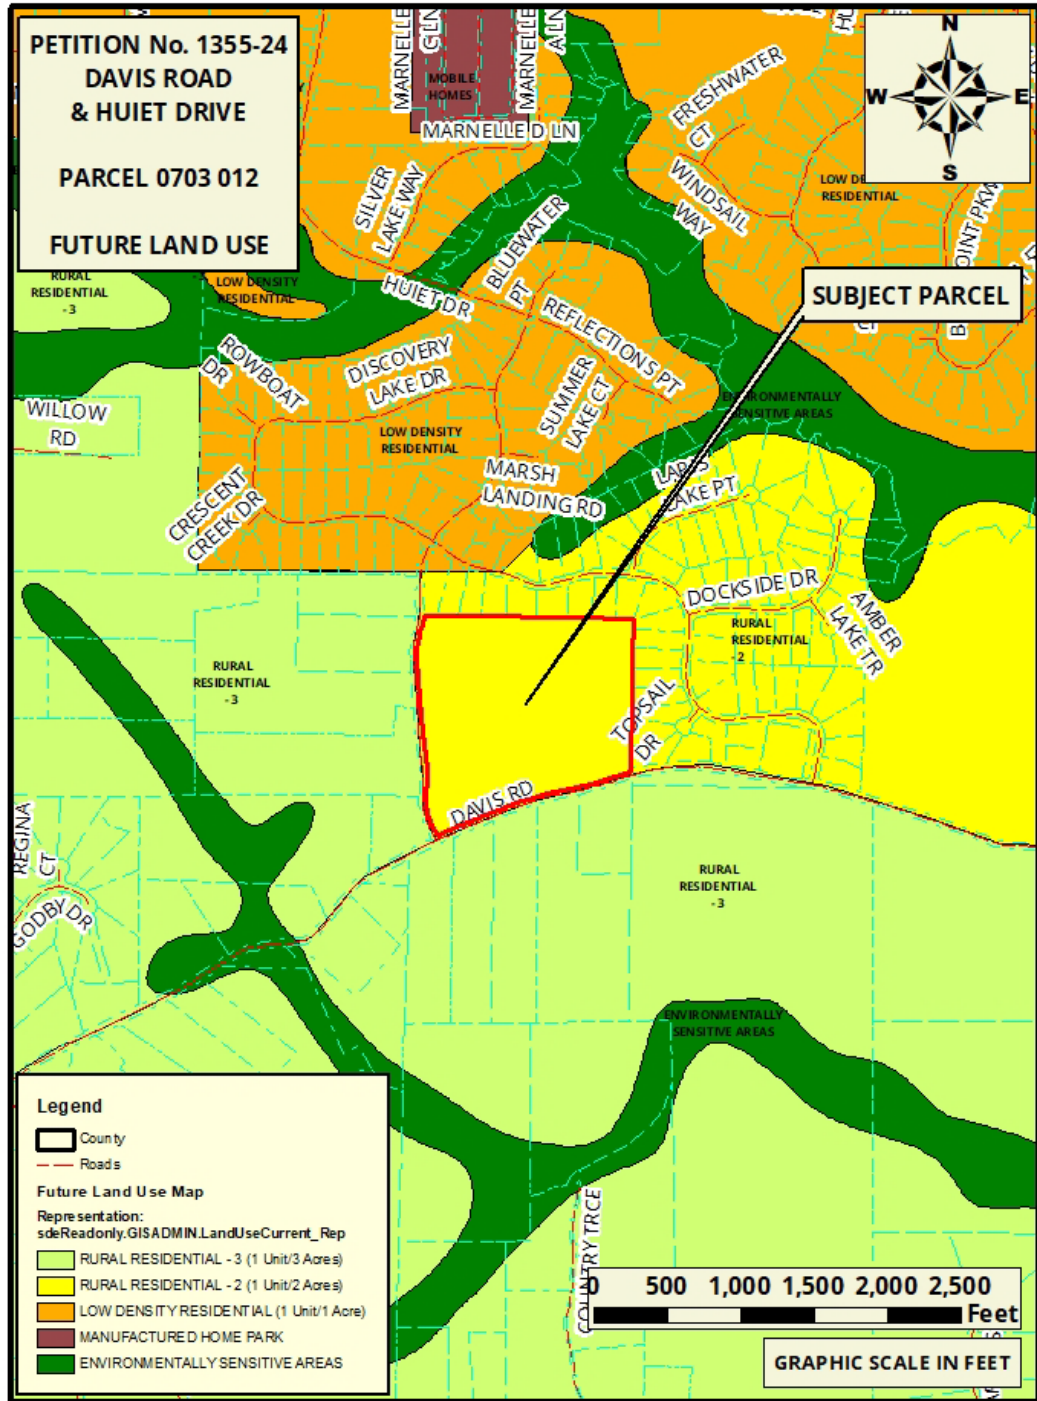 PETITION No. 1355-24
DAVIS ROAD
& HUIET DRIVE
PARCEL 0703 012
FUTURE LAND USE
MARNELLE
C LN
MARNELLE
A LN
MOBILE
HOMES
MARNELLE D LN
FRESHWATER
CT
N
W
E
S
SILVER
LAKE WAY
WINDSAIL
WAY
RESIDENTIAL
BLUEWATER
PT
SUBJECT PARCEL
RURAL
RESIDENTIAL
-3
LOW DENSITY
RESIDENTIAL
HUIET DR
REFLECTIONS PT
ROWBOAT
DR
DISCOVERY
LAKE DR
SUMMER
LAKE CT
WILLOW
RD
ENVIRONMENTALLY
SENSITIVE AREAS
LOW DENSITY
RESIDENTIAL
MARSH
LANDING RD
LAKE PT
CRESCENT
CREEK DR
DOCKSIDE DR
AMBER
LAKE TR
RURAL
RESIDENTIAL
-2
RURAL
RESIDENTIAL
-3
TOPSAIL
DR
DAVIS RD
REGINA
CT
GODBY DR
RURAL
RESIDENTIAL
-3
ENVIRONMENTALLY
SENSITIVE AREAS
COUNTRY TRCE
Legend
County
Roads
Future Land Use Map
Representation:
sdeReadonly.GISADMIN.LandUseCurrent_Rep
RURAL RESIDENTIAL - 3 (1 Unit/3 Acres)
RURAL RESIDENTIAL - 2 (1 Unit/2 Acres)
LOW DENSITY RESIDENTIAL (1 Unit/1 Acre)
MANUFACTURED HOME PARK
ENVIRONMENTALLY SENSITIVE AREAS
0 500 1,000 1,500 2,000 2,500
Feet
GRAPHIC SCALE IN FEET